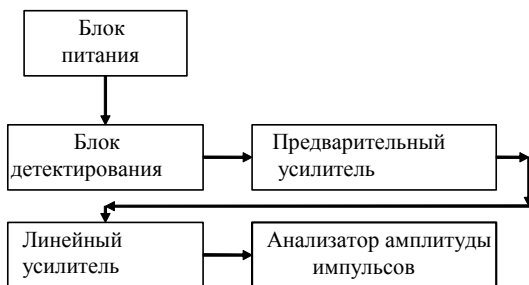 Блок
питания
Блок
детектирования
Предварительный
усилитель
Линейный
усилитель
Анализатор амплитуды
импульсов